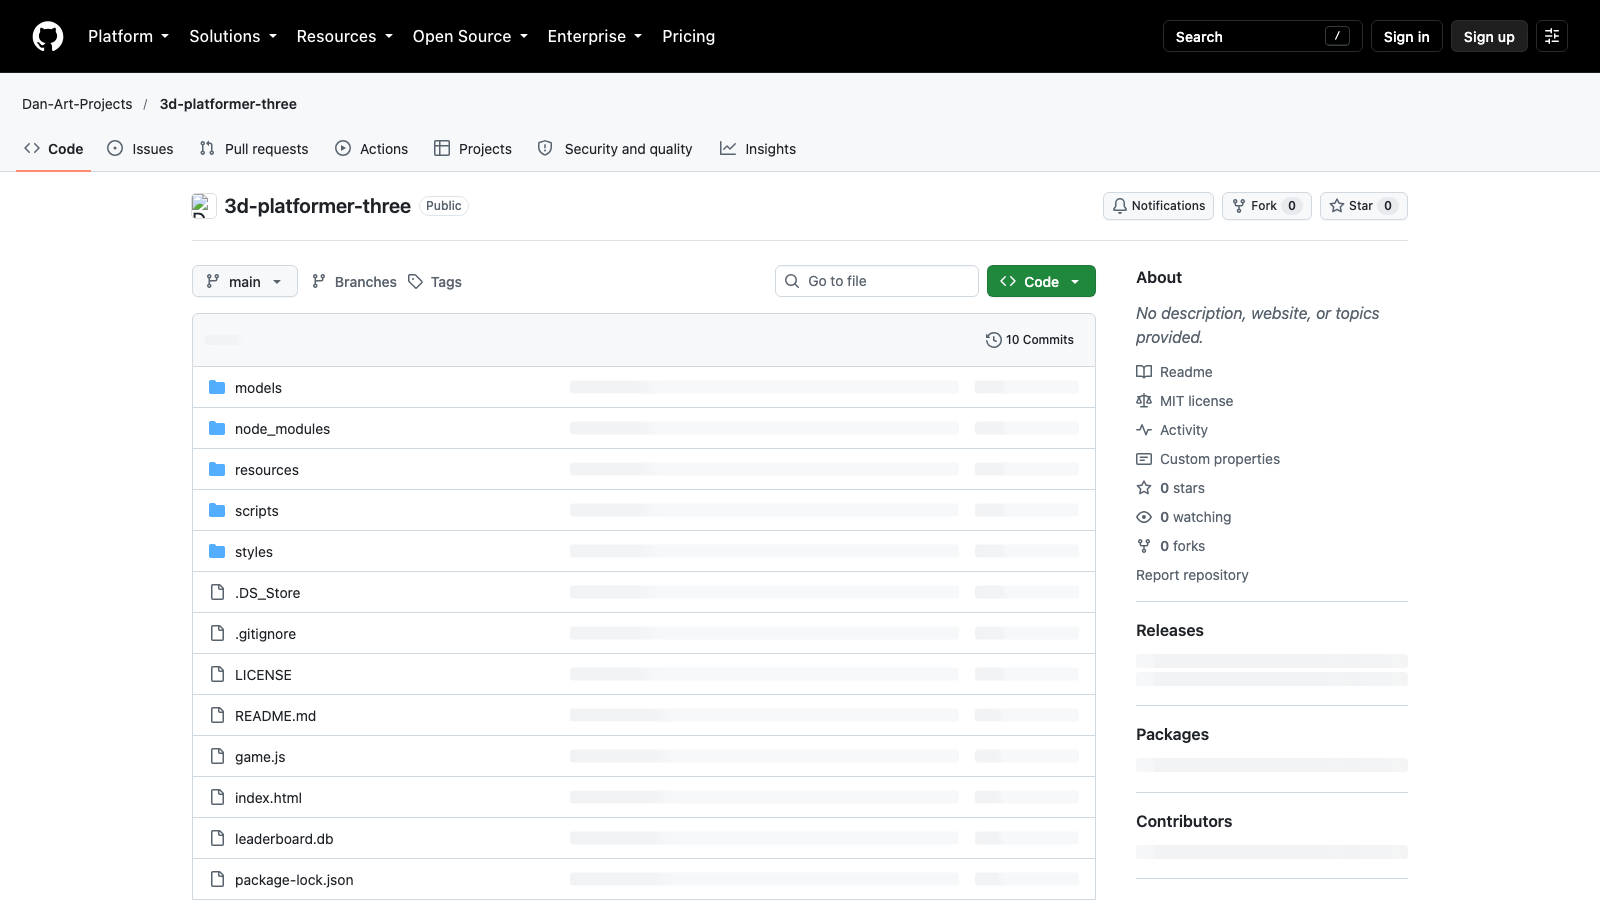 Platform Solutions Resources Open Source Enterprise Pricing Search / Sign in Sign up
Dan-Art-Projects / 3d-platformer-three
Code Issues Pull requests Actions Projects Security and quality Insights
3d-platformer-three Public Notifications Fork 0 Star 0
main Branches Tags Go to file Code
10 Commits
models
node_modules
resources
scripts
styles
.DS_Store
.gitignore
LICENSE
README.md
game.js
index.html
leaderboard.db
package-lock.json
About
No description, website, or topics
provided.
Readme
MIT license
Activity
Custom properties
0 stars
0 watching
0 forks
Report repository
Releases
Packages
Contributors